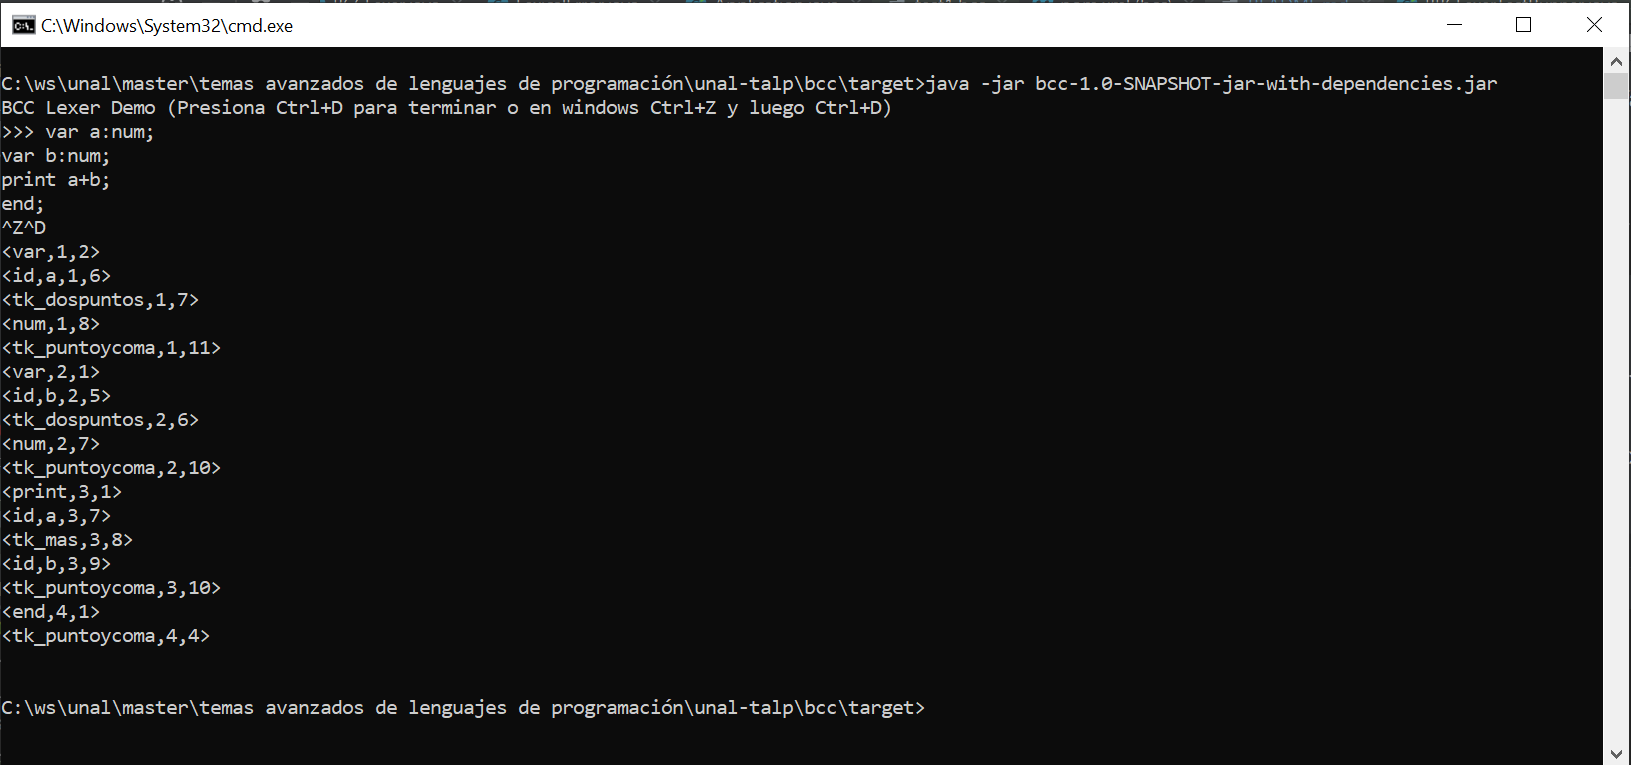 C:\Windows\System32\cmd.exe
C:\ws\unal\master\temas avanzados de lenguajes de programación\unal-talp\bcc\target>java -jar bcc-1.0-SNAPSHOT-jar-with-dependencies.jar
BCC Lexer Demo (Presiona Ctrl+D para terminar o en windows Ctrl+Z y luego Ctrl+D)
>>> var a:num;
var b:num;
print a+b;
end;
^Z^D
<var,1,2>
<id,a,1,6>
<tk_dospuntos,1,7>
<num,1,8>
<tk_puntoycoma,1,11>
<var,2,1>
<id,b,2,5>
<tk_dospuntos,2,6>
<num,2,7>
<tk_puntoycoma,2,10>
<print,3,1>
<id,a,3,7>
<tk_mas,3,8>
<id,b,3,9>
<tk_puntoycoma,3,10>
<end,4,1>
<tk_puntoycoma,4,4>
C:\ws\unal\master\temas avanzados de lenguajes de programación\unal-talp\bcc\target>